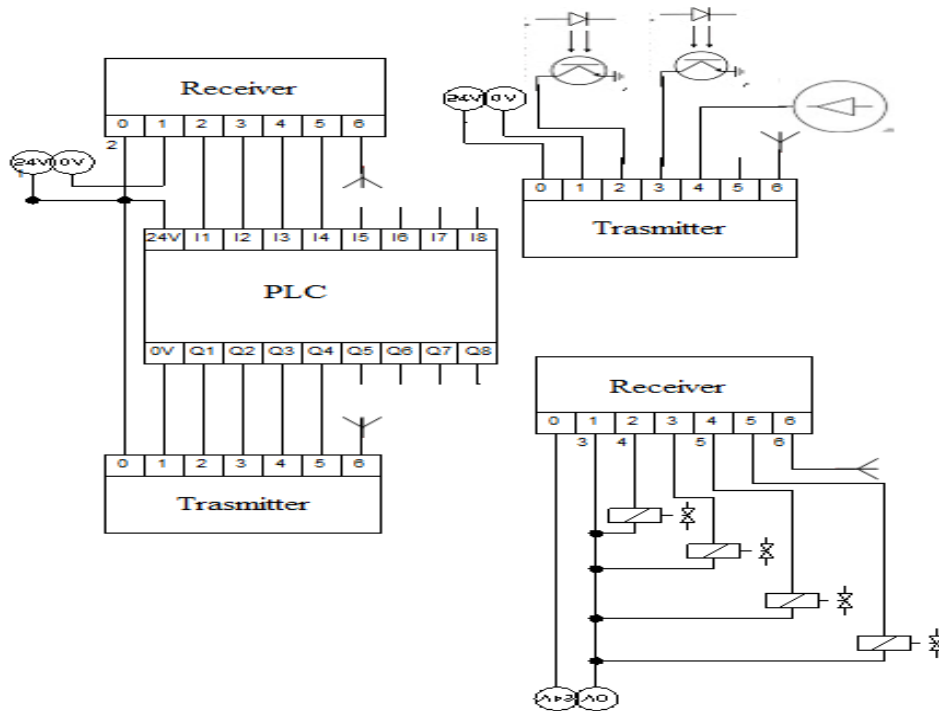 Receiver
0 1 2 3 4 5 6
2
24V 0V
1
24V I1 I2 I3 I4 I5 I6 I7 I8
PLC
0V Q1 Q2 Q3 Q4 Q5 Q6 Q7 Q8
0 1 2 3 4 5 6
Trasmitter
24V 0V
0 1 2 3 4 5 6
Trasmitter
Receiver
0 1 2 3 4 5 6
3 4 5 6
24V 0V